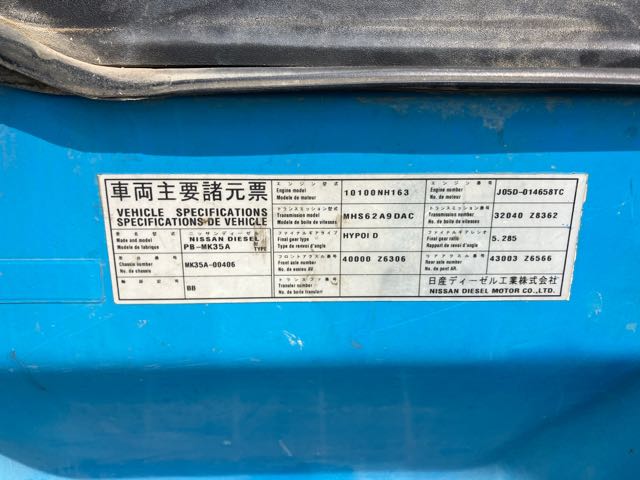 車両主要諸元票
VEHICLE SPECIFICATIONS
SPECIFICATIONS DE VEHICLE
車名及び型式
Make and model
Modele de fabrique
ニッサンディーゼル
NISSAN DIESEL
PB-MK35A
TYPE
車台番号
Chassis number
No. de chassis
MK35A-00406
BB
エンジン型式
Engine model
Modele de moteur
10100NH163
エンジン番号
Engine number
No. de moteur
J05D-014658TC
トランスミッション型式
Transmission model
Modele de boite de vitesses
MHS62A9DAC
トランスミッション番号
Transmission number
No. de boite de vitesses
32040 Z8362
ファイナルギアタイプ
Final gear type
Type de renvoi d'angle
HYPOI D
ファイナルギアレシオ
Final gear ratio
Rapport de renvoi d'angle
5.285
フロントアクスル番号
Front axle number
No. de essieu AV.
40000 Z6306
リアアクスル番号
Rear axle number
No. de pont AR.
43003 Z6566
トランスファ番号
Transfer number
No. de boite transfert
日産ディーゼル工業株式会社
NISSAN DIESEL MOTOR CO.,LTD.